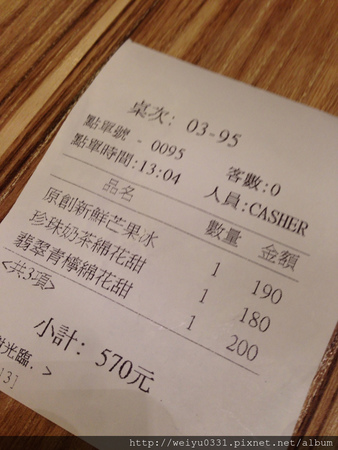 桌次: 03-95
點單號 - 0095 客數:0
點單時間:13:04 人員:CASHER
品名 數量 金額
原創新鮮芒果冰 1 190
珍珠奶茶綿花甜 1 180
翡翠青檸綿花甜 1 200
<共3項>
小計: 570元
光臨. >
3]
http://weiyu0331.pixnet.net/album